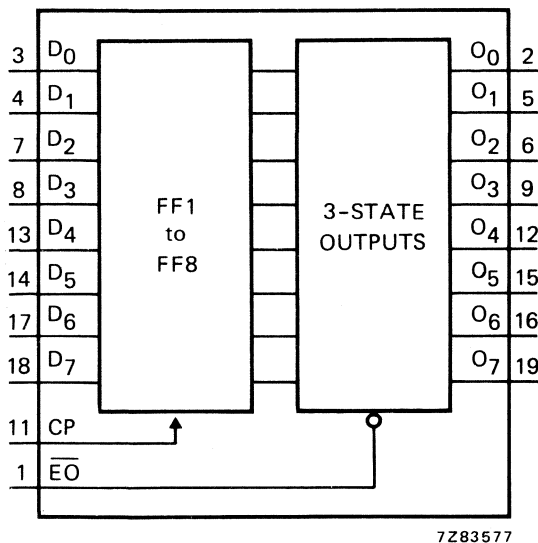 3 D0 O0 2
4 D1 O1 5
7 D2 O2 6
8 D3 O3 9
FF1
to
FF8
3-STATE
OUTPUTS
13 D4 O4 12
14 D5 O5 15
17 D6 O6 16
18 D7 O7 19
11 CP
1 E̅O̅
7Z83577